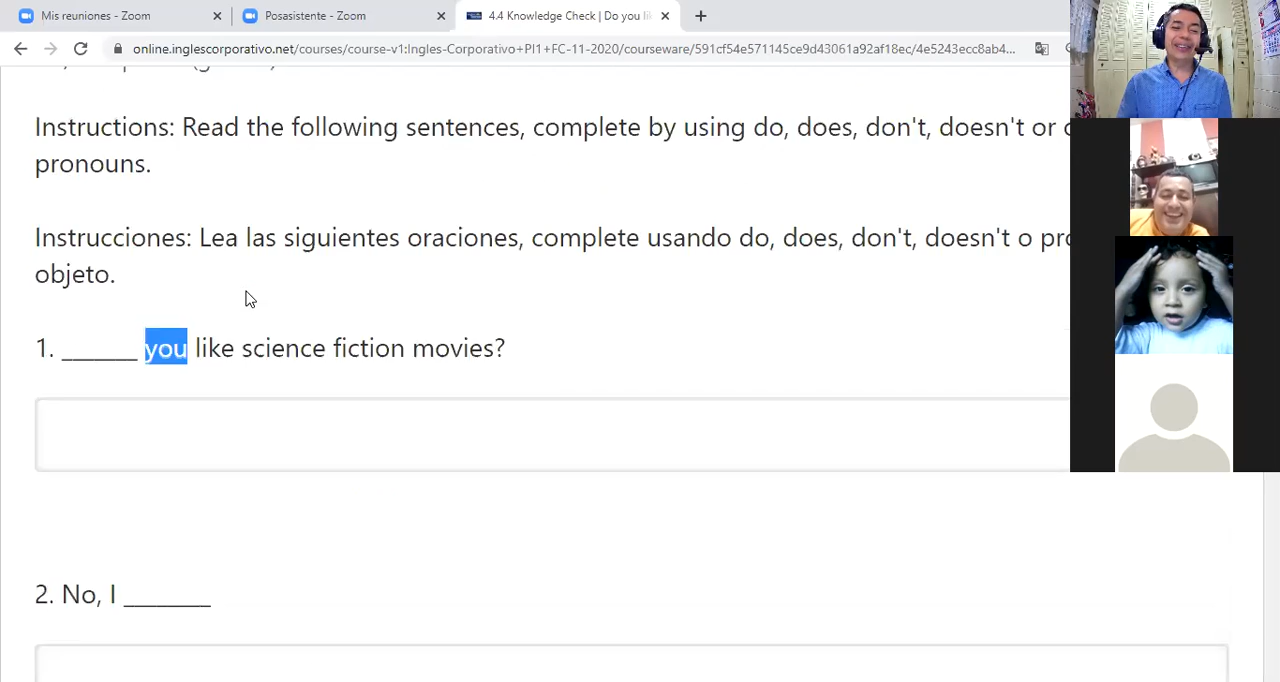 Mis reuniones - Zoom
Posasistente - Zoom
4.4 Knowledge Check | Do you li
online.inglescorporativo.net/courses/course-v1:Ingles-Corporativo+PI1+FC-11-2020/courseware/591cf54e571145ce9d43061a92af18ec/4e5243ecc8ab4...
Instructions: Read the following sentences, complete by using do, does, don't, doesn't or
pronouns.
Instrucciones: Lea las siguientes oraciones, complete usando do, does, don't, doesn't o
objeto.
1. ______ you like science fiction movies?
2. No, I _______